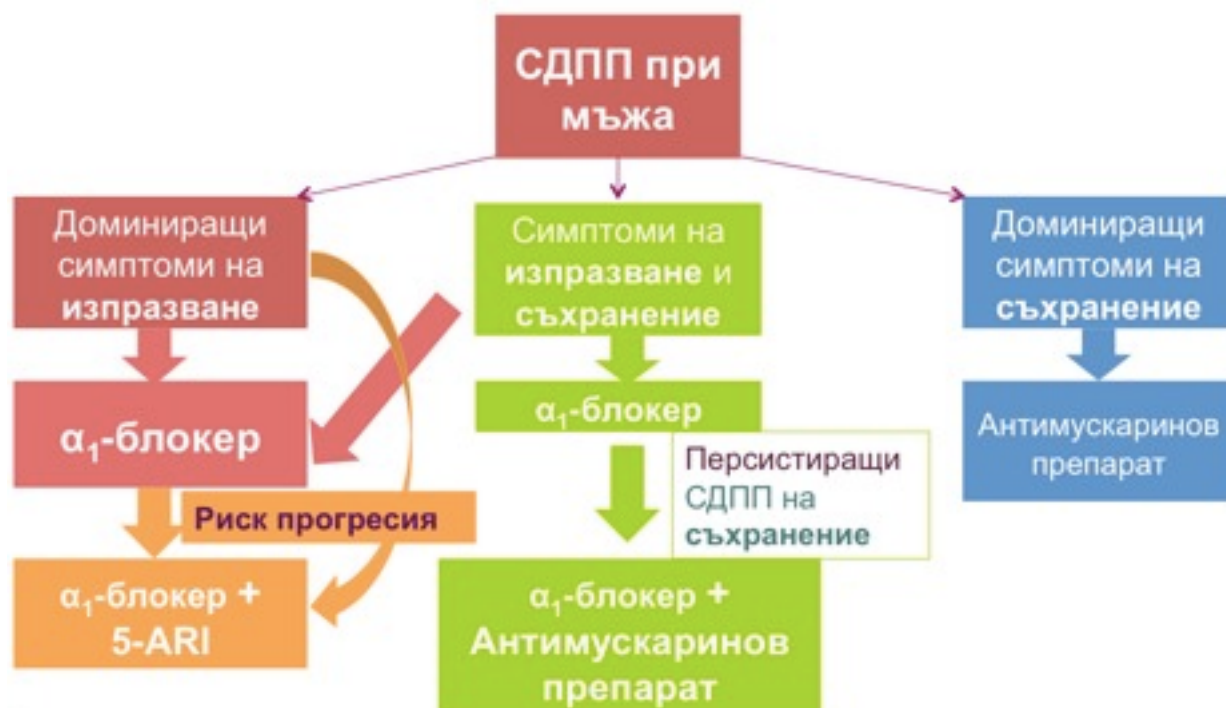 СДПП при
мъжа
Доминиращи
симптоми на
изпразване
Симптоми на
изпразване и
съхранение
Доминиращи
симптоми на
съхранение
α₁-блокер
α₁-блокер
Антимускаринов
препарат
Персистиращи
СДПП на
съхранение
Риск прогресия
α₁-блокер +
5-ARI
α₁-блокер +
Антимускаринов
препарат